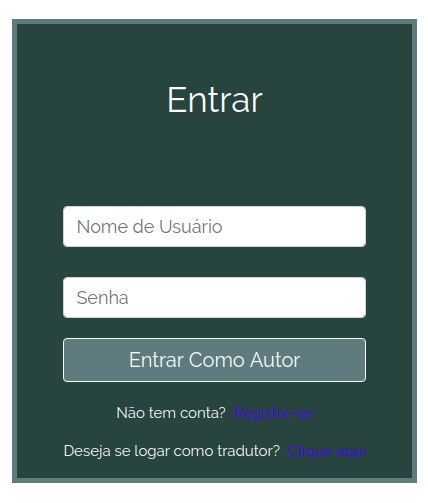 Entrar
Nome de Usuário
Senha
Entrar Como Autor
Não tem conta? Registre-se
Deseja se logar como tradutor? Clique aqui